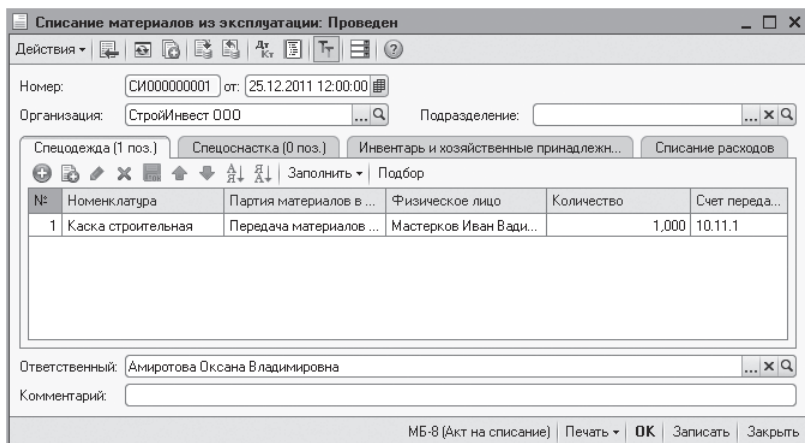 Списание материалов из эксплуатации: Проведен
Действия
Номер: СИ000000001 от: 25.12.2011 12:00:00
Организация: СтройИнвест ООО ... Подразделение: ...
Спецодежда (1 поз.) Спецоснастка (0 поз.) Инвентарь и хозяйственные принадлежн... Списание расходов
Заполнить Подбор
№ Номенклатура Партия материалов в ... Физическое лицо Количество Счет переда...
1 Каска строительная Передача материалов ... Мастерков Иван Вади... 1,000 10.11.1
Ответственный: Амиротова Оксана Владимировна ...
Комментарий:
МБ-8 (Акт на списание) Печать OK Записать Закрыть